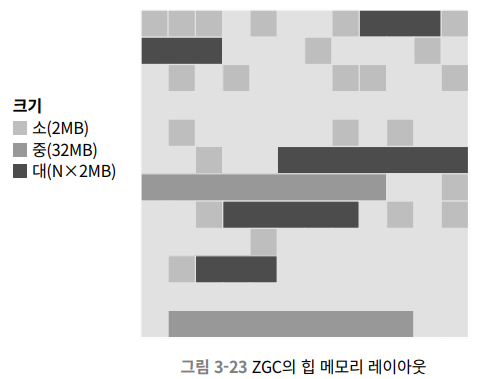 크기
소(2MB)
중(32MB)
대(N×2MB)
그림 3-23 ZGC의 힙 메모리 레이아웃